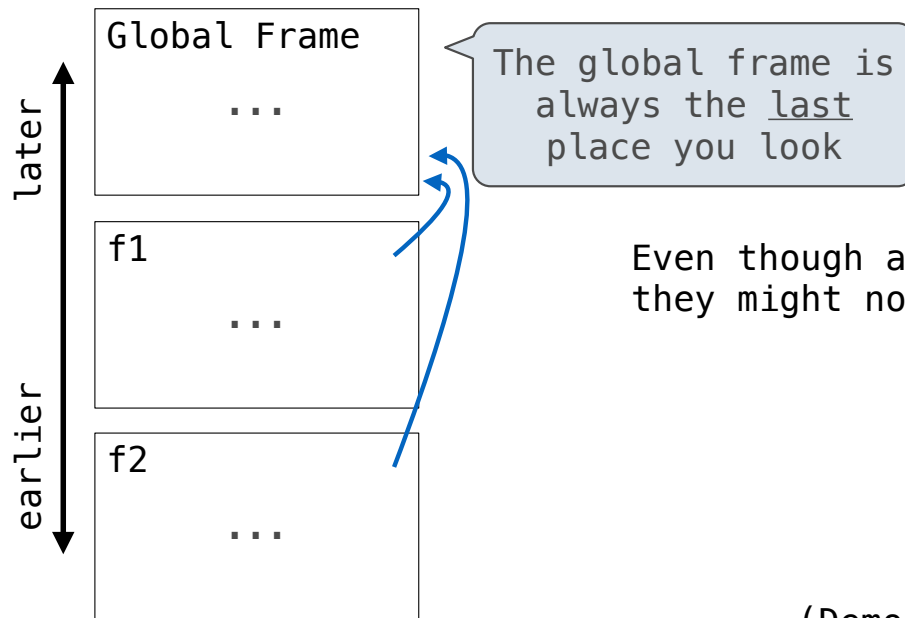 Global Frame
...
The global frame is
always the last
place you look
later
f1
...
Even though a
they might no
earlier
f2
...